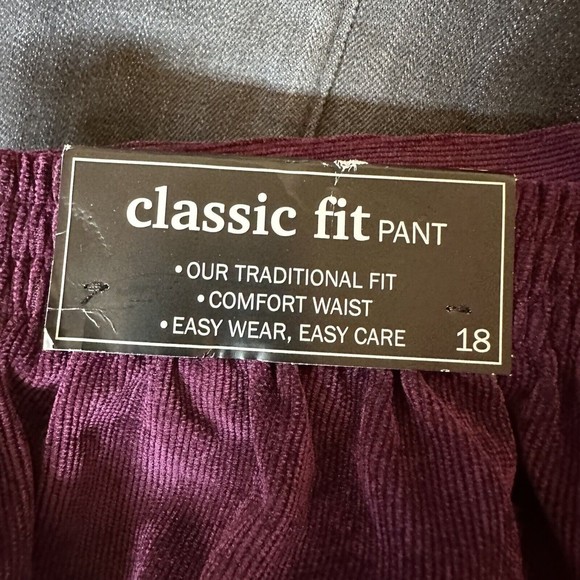 classic fit PANT
• OUR TRADITIONAL FIT
• COMFORT WAIST
• EASY WEAR, EASY CARE 18